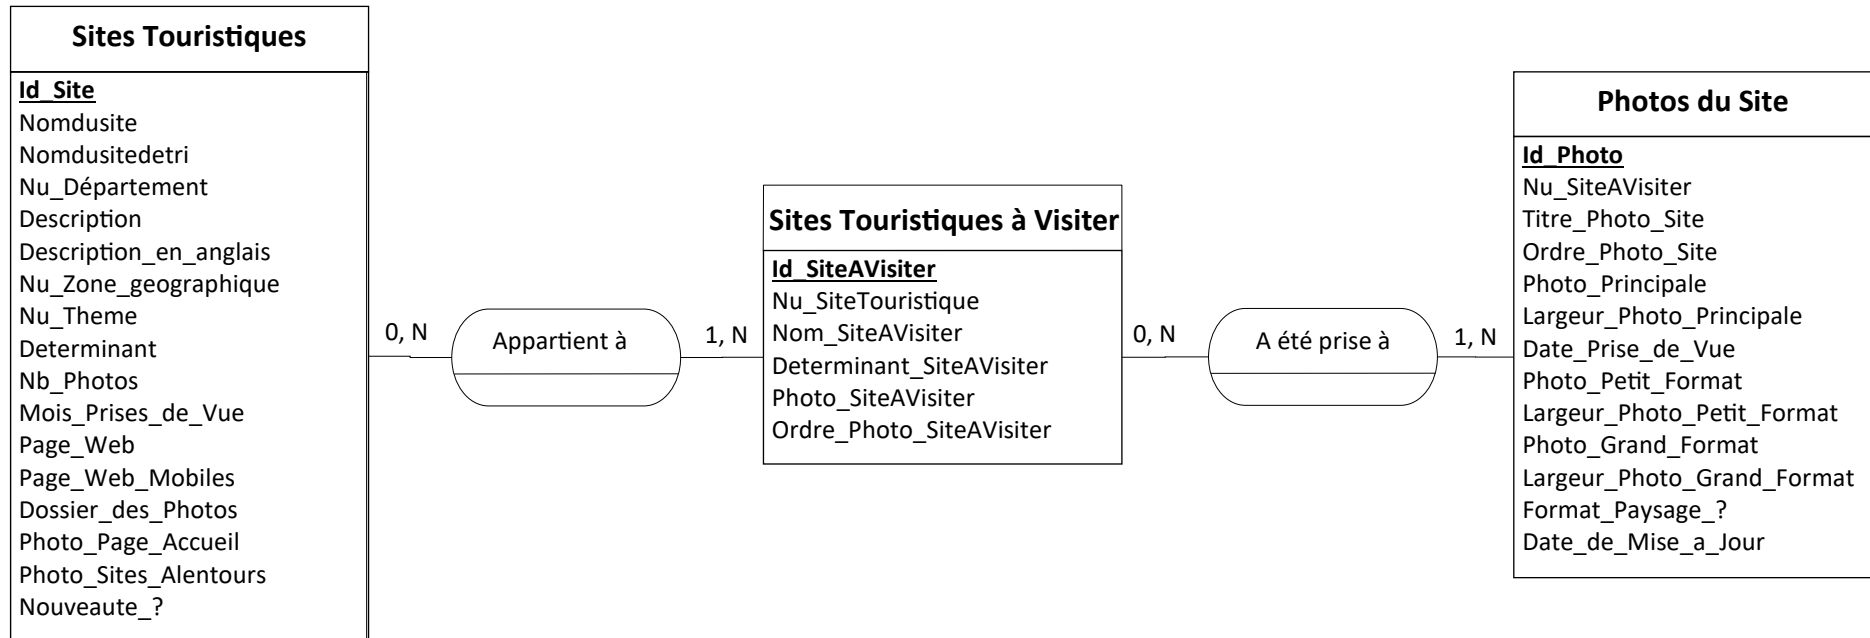 Sites Touristiques
Id_Site
Nomdusite
Nomdusitedetri
Nu_Département
Description
Description_en_anglais
Nu_Zone_geographique
Nu_Theme
Determinant
Nb_Photos
Mois_Prises_de_Vue
Page_Web
Page_Web_Mobiles
Dossier_des_Photos
Photo_Page_Accueil
Photo_Sites_Alentours
Nouveaute_?
0, N
Appartient à
1, N
Sites Touristiques à Visiter
Id_SiteAVisiter
Nu_SiteTouristique
Nom_SiteAVisiter
Determinant_SiteAVisiter
Photo_SiteAVisiter
Ordre_Photo_SiteAVisiter
0, N
A été prise à
1, N
Photos du Site
Id_Photo
Nu_SiteAVisiter
Titre_Photo_Site
Ordre_Photo_Site
Photo_Principale
Largeur_Photo_Principale
Date_Prise_de_Vue
Photo_Petit_Format
Largeur_Photo_Petit_Format
Photo_Grand_Format
Largeur_Photo_Grand_Format
Format_Paysage_?
Date_de_Mise_a_Jour